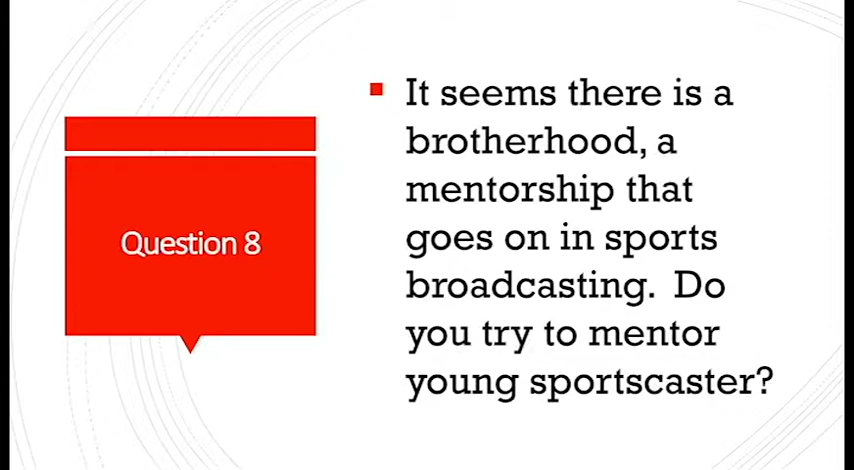 Question 8
It seems there is a
brotherhood, a
mentorship that
goes on in sports
broadcasting.  Do
you try to mentor
young sportscaster?